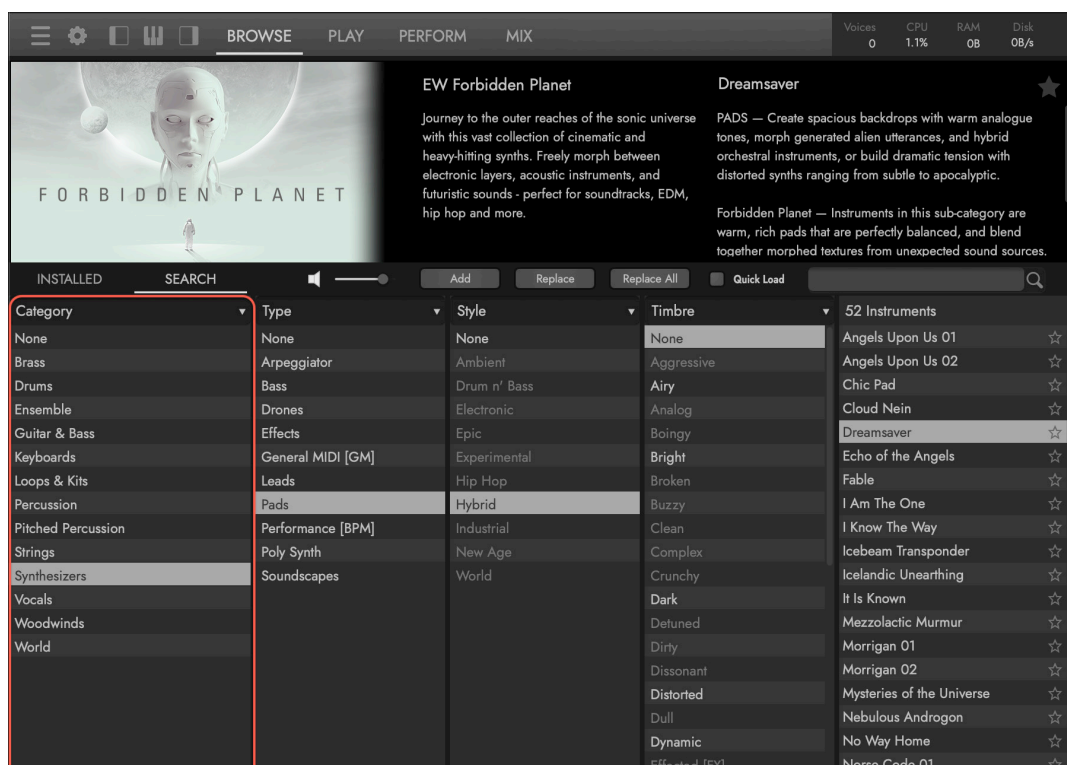 BROWSE PLAY PERFORM MIX
Voices CPU RAM Disk
0 1.1% 0B 0B/s
FORBIDDEN PLANET
EW Forbidden Planet
Journey to the outer reaches of the sonic universe
with this vast collection of cinematic and
heavy-hitting synths. Freely morph between
electronic layers, acoustic instruments, and
futuristic sounds - perfect for soundtracks, EDM,
hip hop and more.
Dreamsaver
PADS — Create spacious backdrops with warm analogue
tones, morph generated alien utterances, and hybrid
orchestral instruments, or build dramatic tension with
distorted synths ranging from subtle to apocalyptic.
Forbidden Planet — Instruments in this sub-category are
warm, rich pads that are perfectly balanced, and blend
together morphed textures from unexpected sound sources.
INSTALLED SEARCH Add Replace Replace All Quick Load
Category
None
Brass
Drums
Ensemble
Guitar & Bass
Keyboards
Loops & Kits
Percussion
Pitched Percussion
Strings
Synthesizers
Vocals
Woodwinds
World
Type
None
Arpeggiator
Bass
Drones
Effects
General MIDI [GM]
Leads
Pads
Performance [BPM]
Poly Synth
Soundscapes
Style
None
Ambient
Drum n' Bass
Electronic
Epic
Experimental
Hip Hop
Hybrid
Industrial
New Age
World
Timbre
None
Aggressive
Airy
Analog
Boingy
Bright
Broken
Buzzy
Clean
Complex
Crunchy
Dark
Detuned
Dirty
Dissonant
Distorted
Dull
Dynamic
Effected [FX]
52 Instruments
Angels Upon Us 01
Angels Upon Us 02
Chic Pad
Cloud Nein
Dreamsaver
Echo of the Angels
Fable
I Am The One
I Know The Way
Icebeam Transponder
Icelandic Unearthing
It Is Known
Mezzolactic Murmur
Morrigan 01
Morrigan 02
Mysteries of the Universe
Nebulous Androgon
No Way Home
Norse Code 01